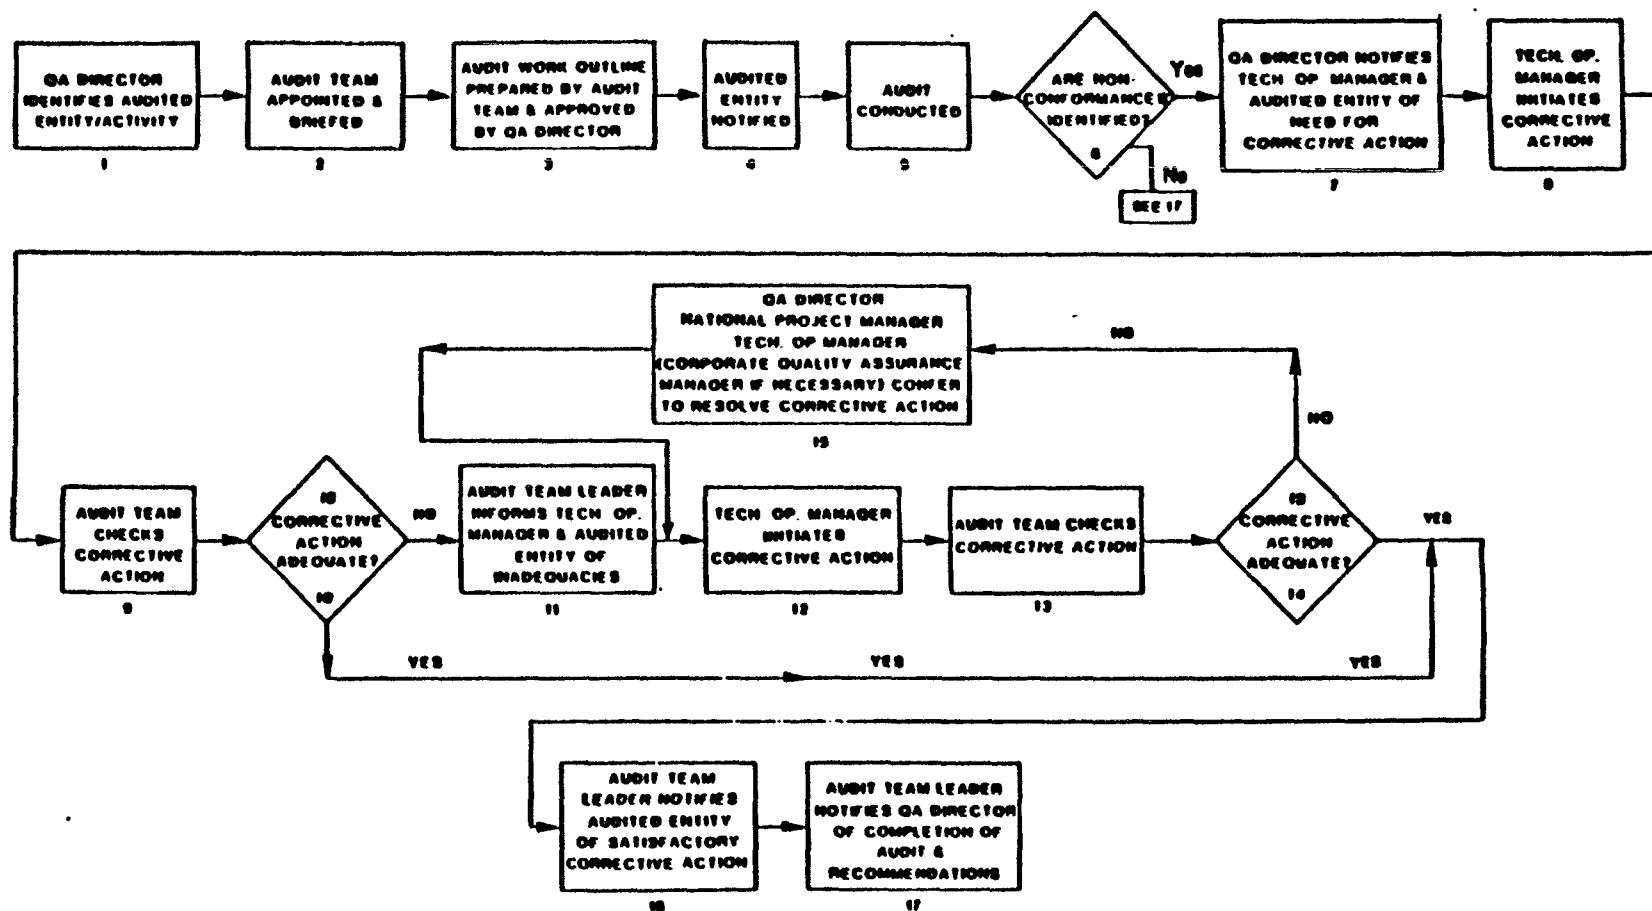 QA DIRECTOR
IDENTIFIES AUDITED
ENTITY/ACTIVITY
1
AUDIT TEAM
APPOINTED &
BRIEFED
2
AUDIT WORK OUTLINE
PREPARED BY AUDIT
TEAM & APPROVED
BY QA DIRECTOR
3
AUDITED
ENTITY
NOTIFIED
4
AUDIT
CONDUCTED
5
ARE NON-
CONFORMANCES
IDENTIFIED?
6
Yes
No
SEE 17
QA DIRECTOR NOTIFIES
TECH OP MANAGER &
AUDITIED ENTITY OF
NEED FOR
CORRECTIVE ACTION
7
TECH. OP.
MANAGER
INITIATES
CORRECTIVE
ACTION
8
QA DIRECTOR
NATIONAL PROJECT MANAGER
TECH. OP MANAGER
(CORPORATE QUALITY ASSURANCE
MANAGER IF NECESSARY) CONFER
TO RESOLVE CORRECTIVE ACTION
15
NO
NO
AUDIT TEAM
CHECKS
CORRECTIVE
ACTION
9
IS
CORRECTIVE
ACTION
ADEQUATE?
10
NO
AUDIT TEAM LEADER
INFORMS TECH OP.
MANAGER & AUDITED
ENTITY OF
INADEQUACIES
11
TECH OP. MANAGER
INITIATES
CORRECTIVE ACTION
12
AUDIT TEAM CHECKS
CORRECTIVE ACTION
13
IS
CORRECTIVE
ACTION
ADEQUATE?
14
YES
YES
YES
YES
AUDIT TEAM
LEADER NOTIFIES
AUDITED ENTITY
OF SATISFACTORY
CORRECTIVE ACTION
16
AUDIT TEAM LEADER
NOTIFIES QA DIRECTOR
OF COMPLETION OF
AUDIT &
RECOMMENDATIONS
17